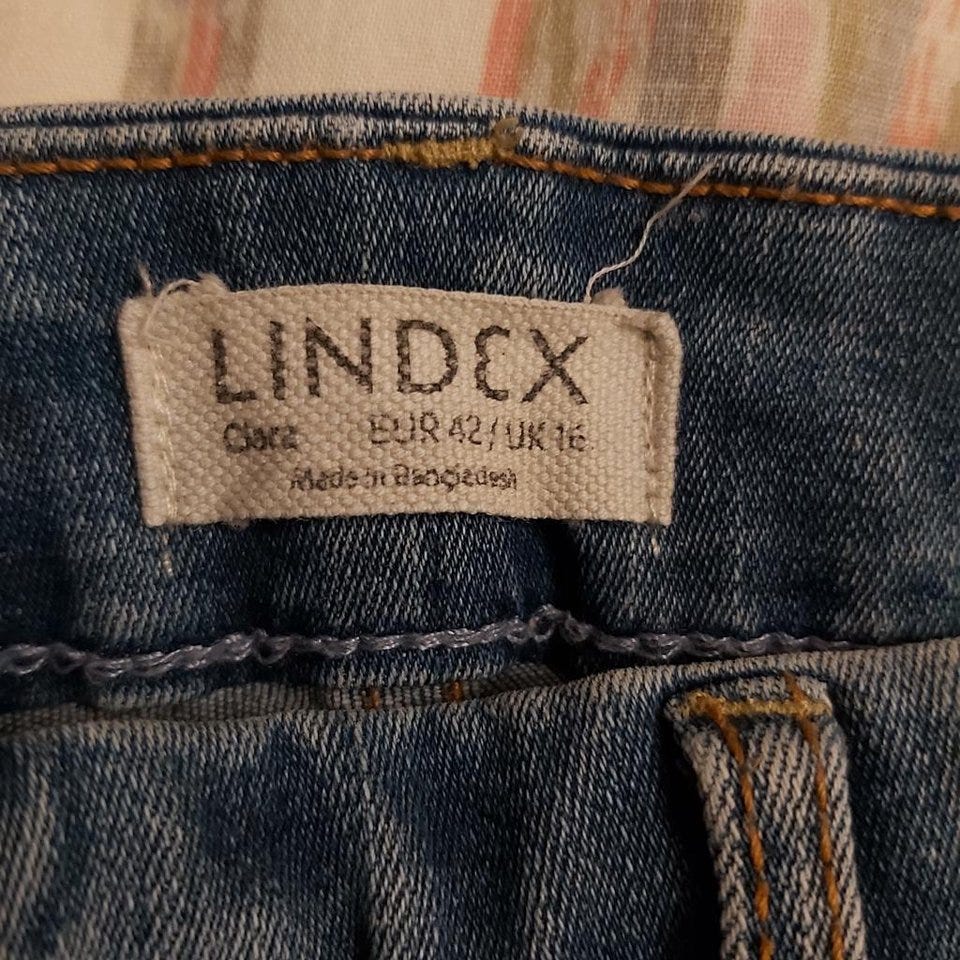 LINDEX
Clara EUR 42 / UK 16
Made in Bangladesh